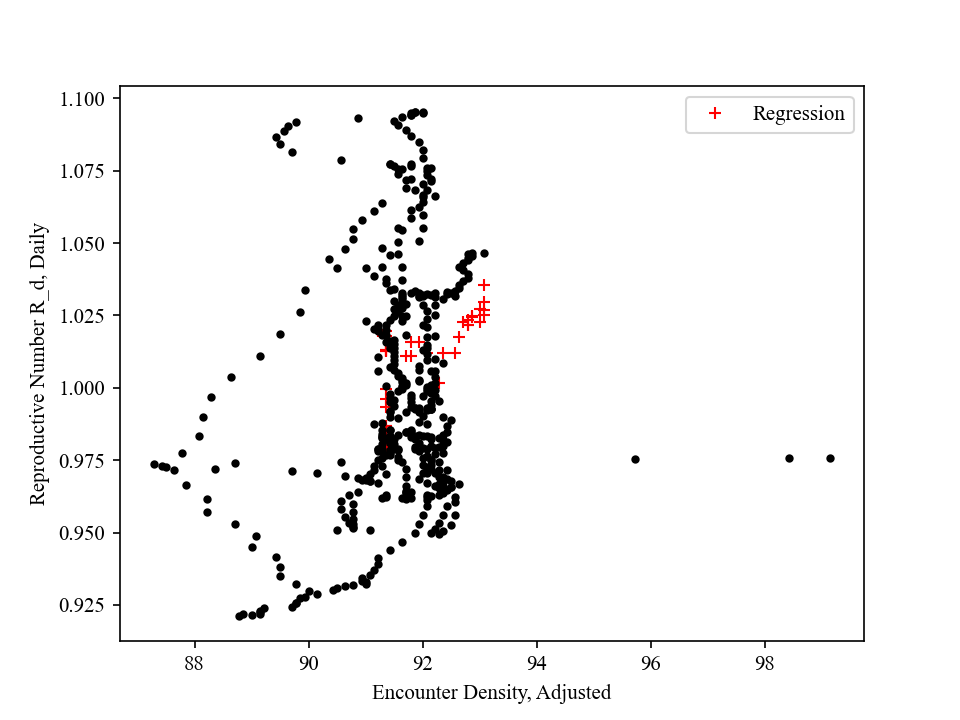 Regression
1.100
1.075
1.050
1.025
1.000
0.975
0.950
0.925
Reproductive Number R_d, Daily
88 90 92 94 96 98
Encounter Density, Adjusted